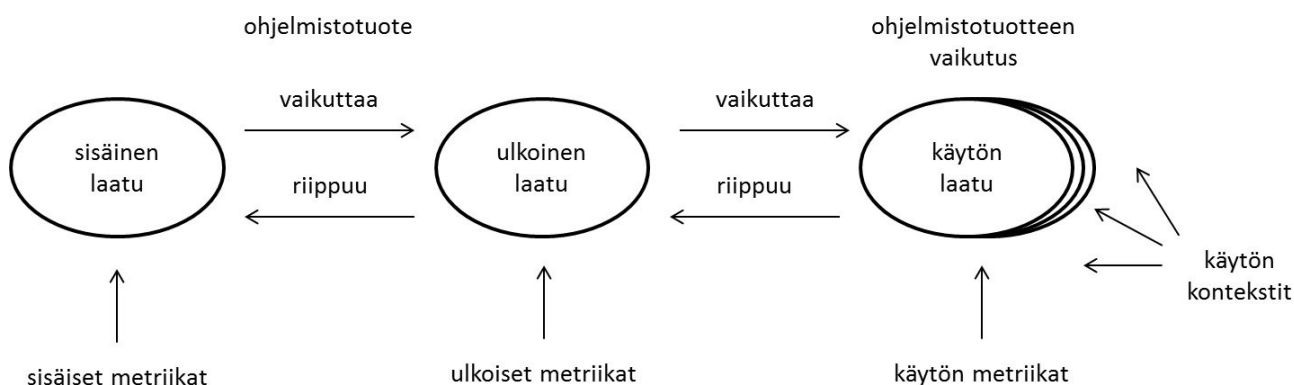 ohjelmistotuote
ohjelmistotuotteen
vaikutus
vaikuttaa
vaikuttaa
sisäinen
laatu
ulkoinen
laatu
käytön
laatu
riippuu
riippuu
käytön
kontekstit
sisäiset metriikat
ulkoiset metriikat
käytön metriikat